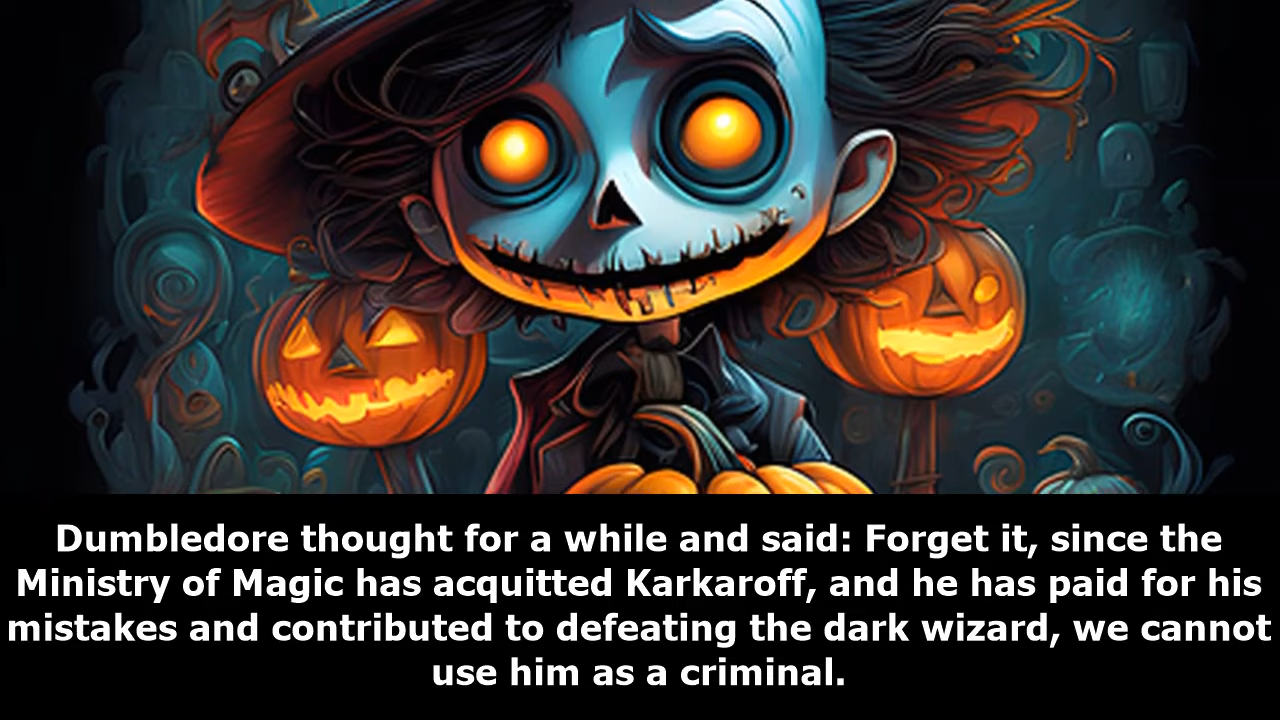 Dumbledore thought for a while and said: Forget it, since the
Ministry of Magic has acquitted Karkaroff, and he has paid for his
mistakes and contributed to defeating the dark wizard, we cannot
use him as a criminal.